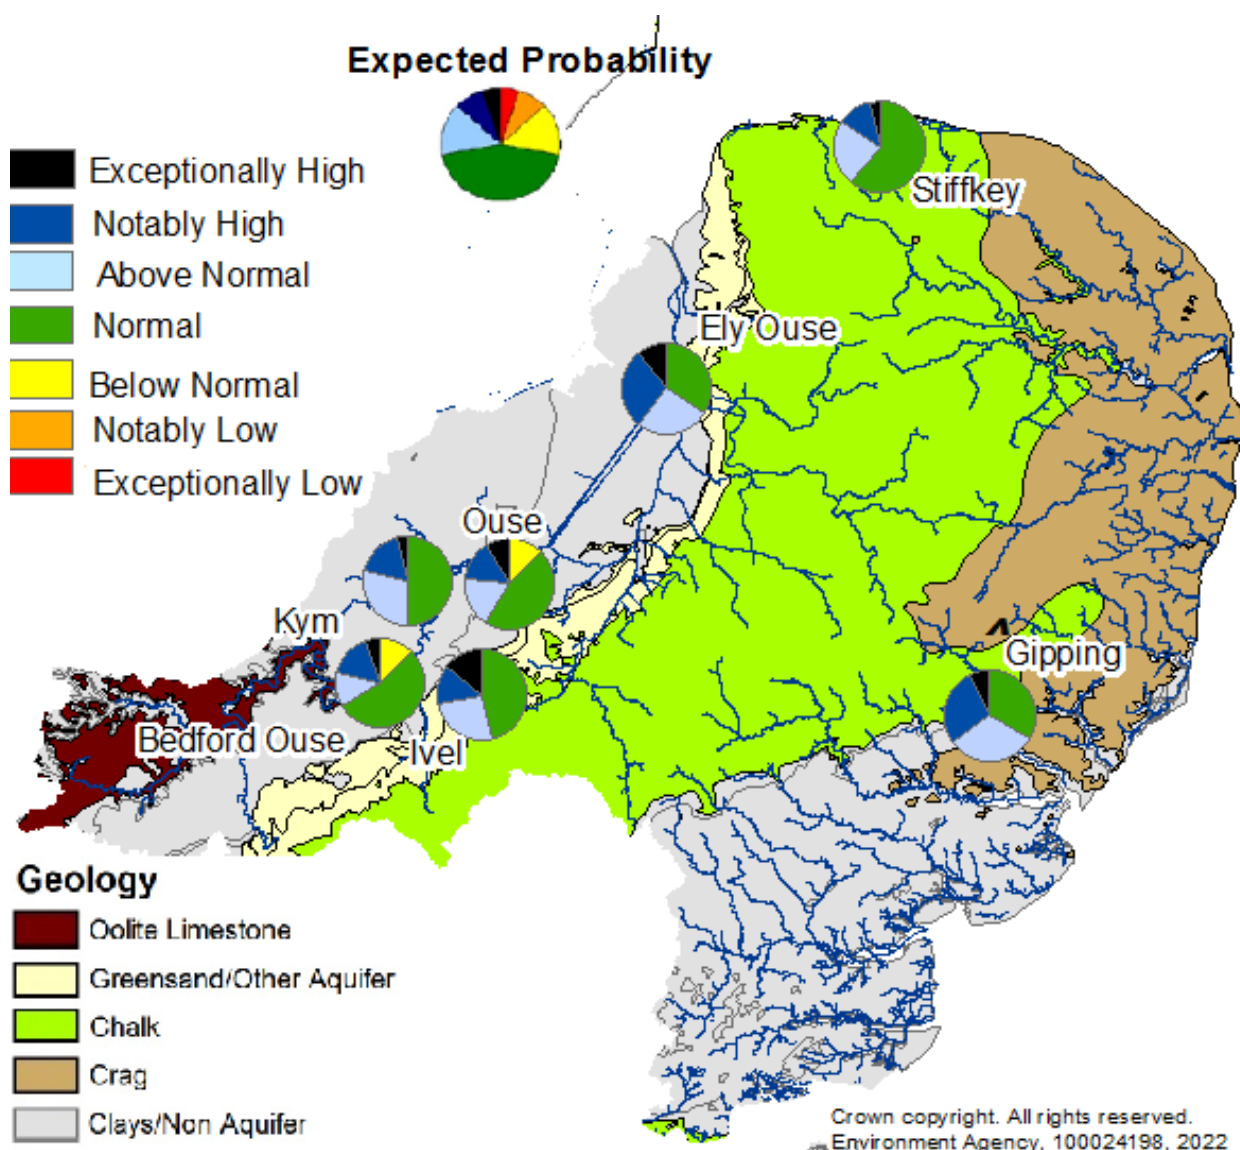 Expected Probability
Exceptionally High
Notably High
Above Normal
Normal
Below Normal
Notably Low
Exceptionally Low
Stiffkey
Ely Ouse
Ouse
Kym
Gipping
Bedford Ouse
Ivel
Geology
Oolite Limestone
Greensand/Other Aquifer
Chalk
Crag
Clays/Non Aquifer
Crown copyright. All rights reserved.
Environment Agency, 100024198, 2022